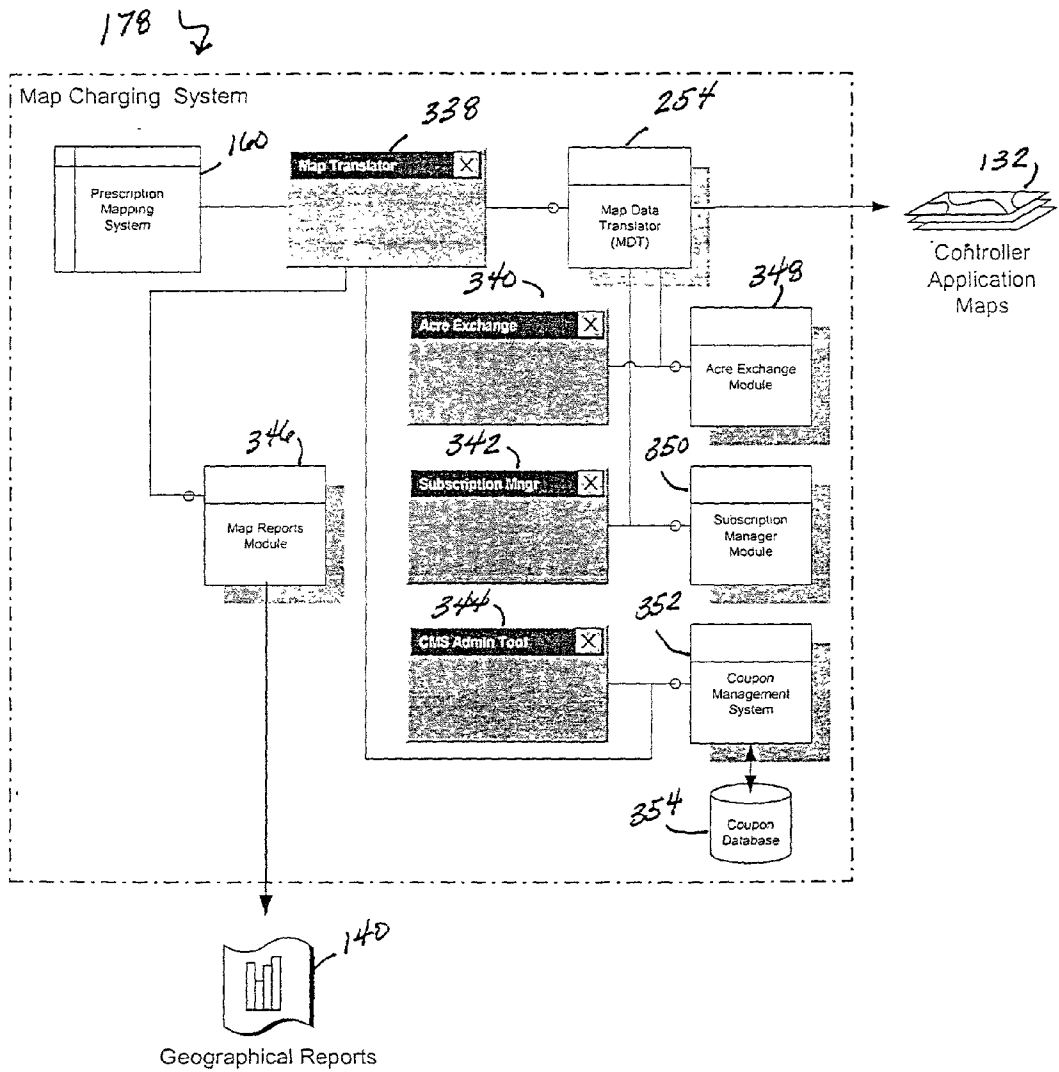 178
Map Charging System
338
254
160
132
Map Translator
X
Prescription
Mapping
System
Map Data
Translator
(MDT)
Controller
Application
Maps
340
348
Acre Exchange
X
Acre Exchange
Module
346
342
350
Subscription Mngr
X
Map Reports
Module
Subscription
Manager
Module
344
352
CMS Admin Tool
X
Coupon
Management
System
354
Coupon
Database
140
Geographical Reports